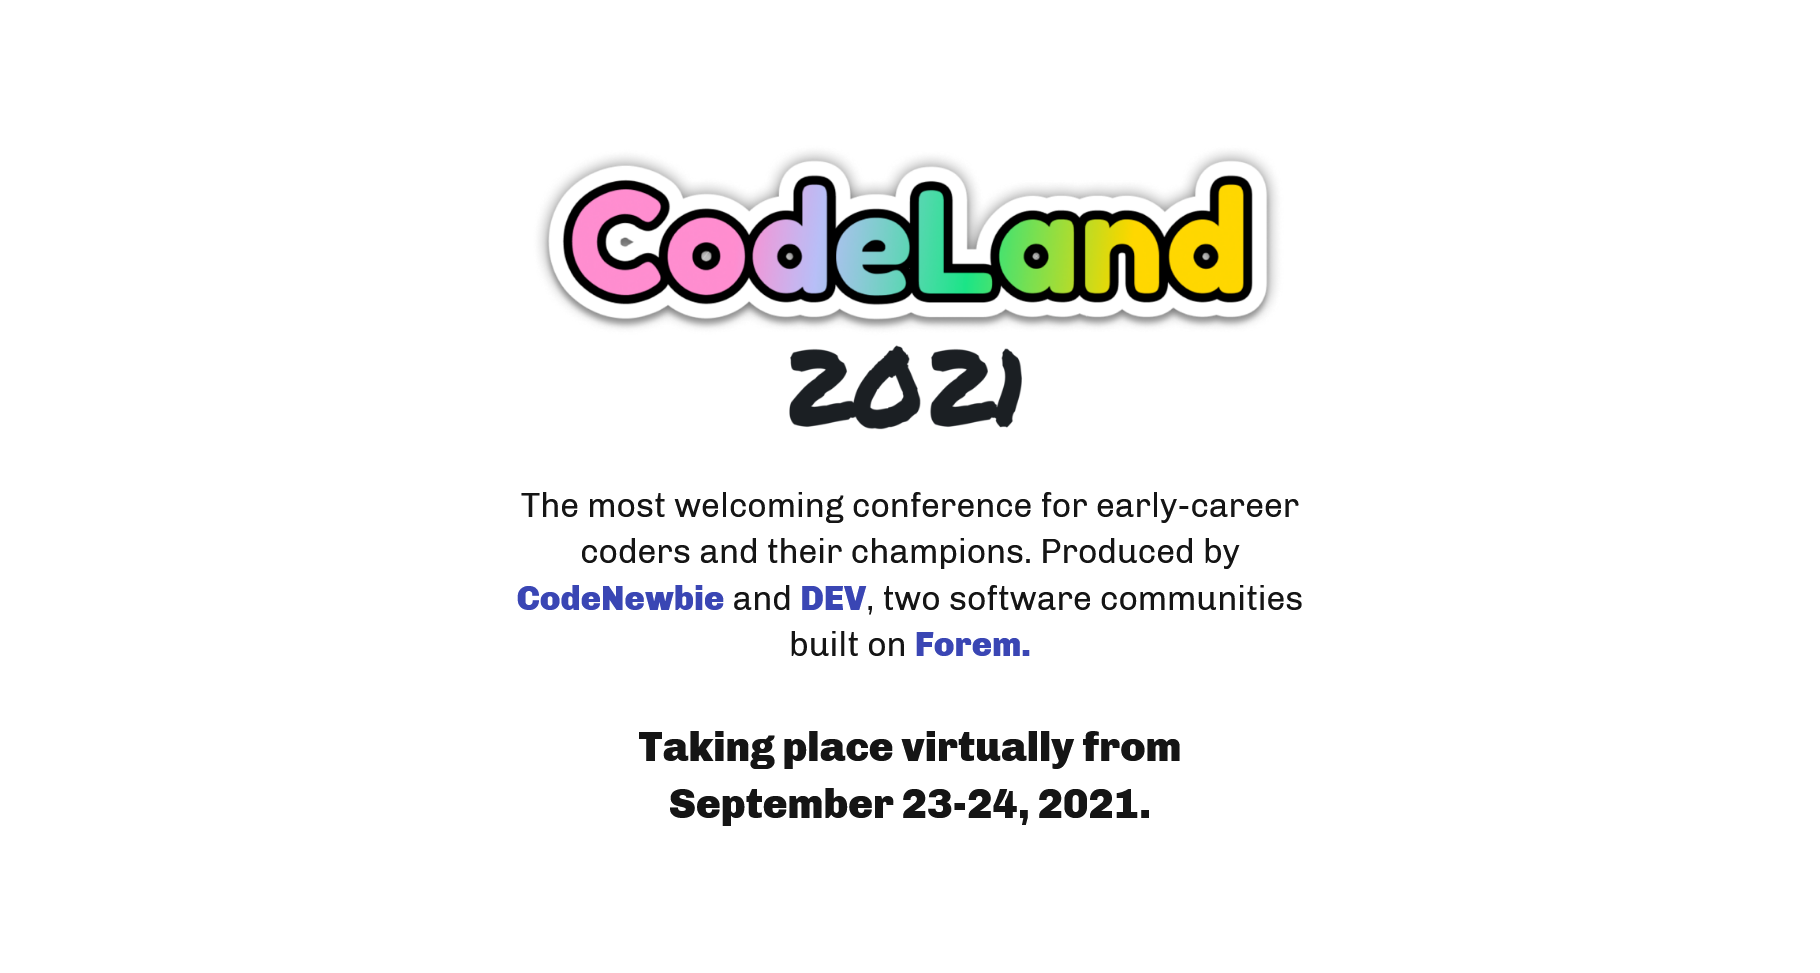 CodeLand
2021
The most welcoming conference for early-career
coders and their champions. Produced by
CodeNewbie and DEV, two software communities
built on Forem.
Taking place virtually from
September 23-24, 2021.